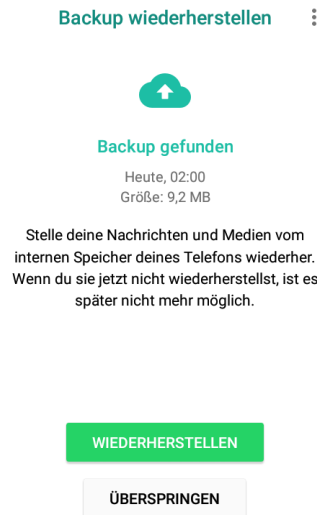 Backup wiederherstellen
Backup gefunden
Heute, 02:00
Größe: 9,2 MB
Stelle deine Nachrichten und Medien vom
internen Speicher deines Telefons wiederher.
Wenn du sie jetzt nicht wiederherstellst, ist es
später nicht mehr möglich.
WIEDERHERSTELLEN
ÜBERSPRINGEN